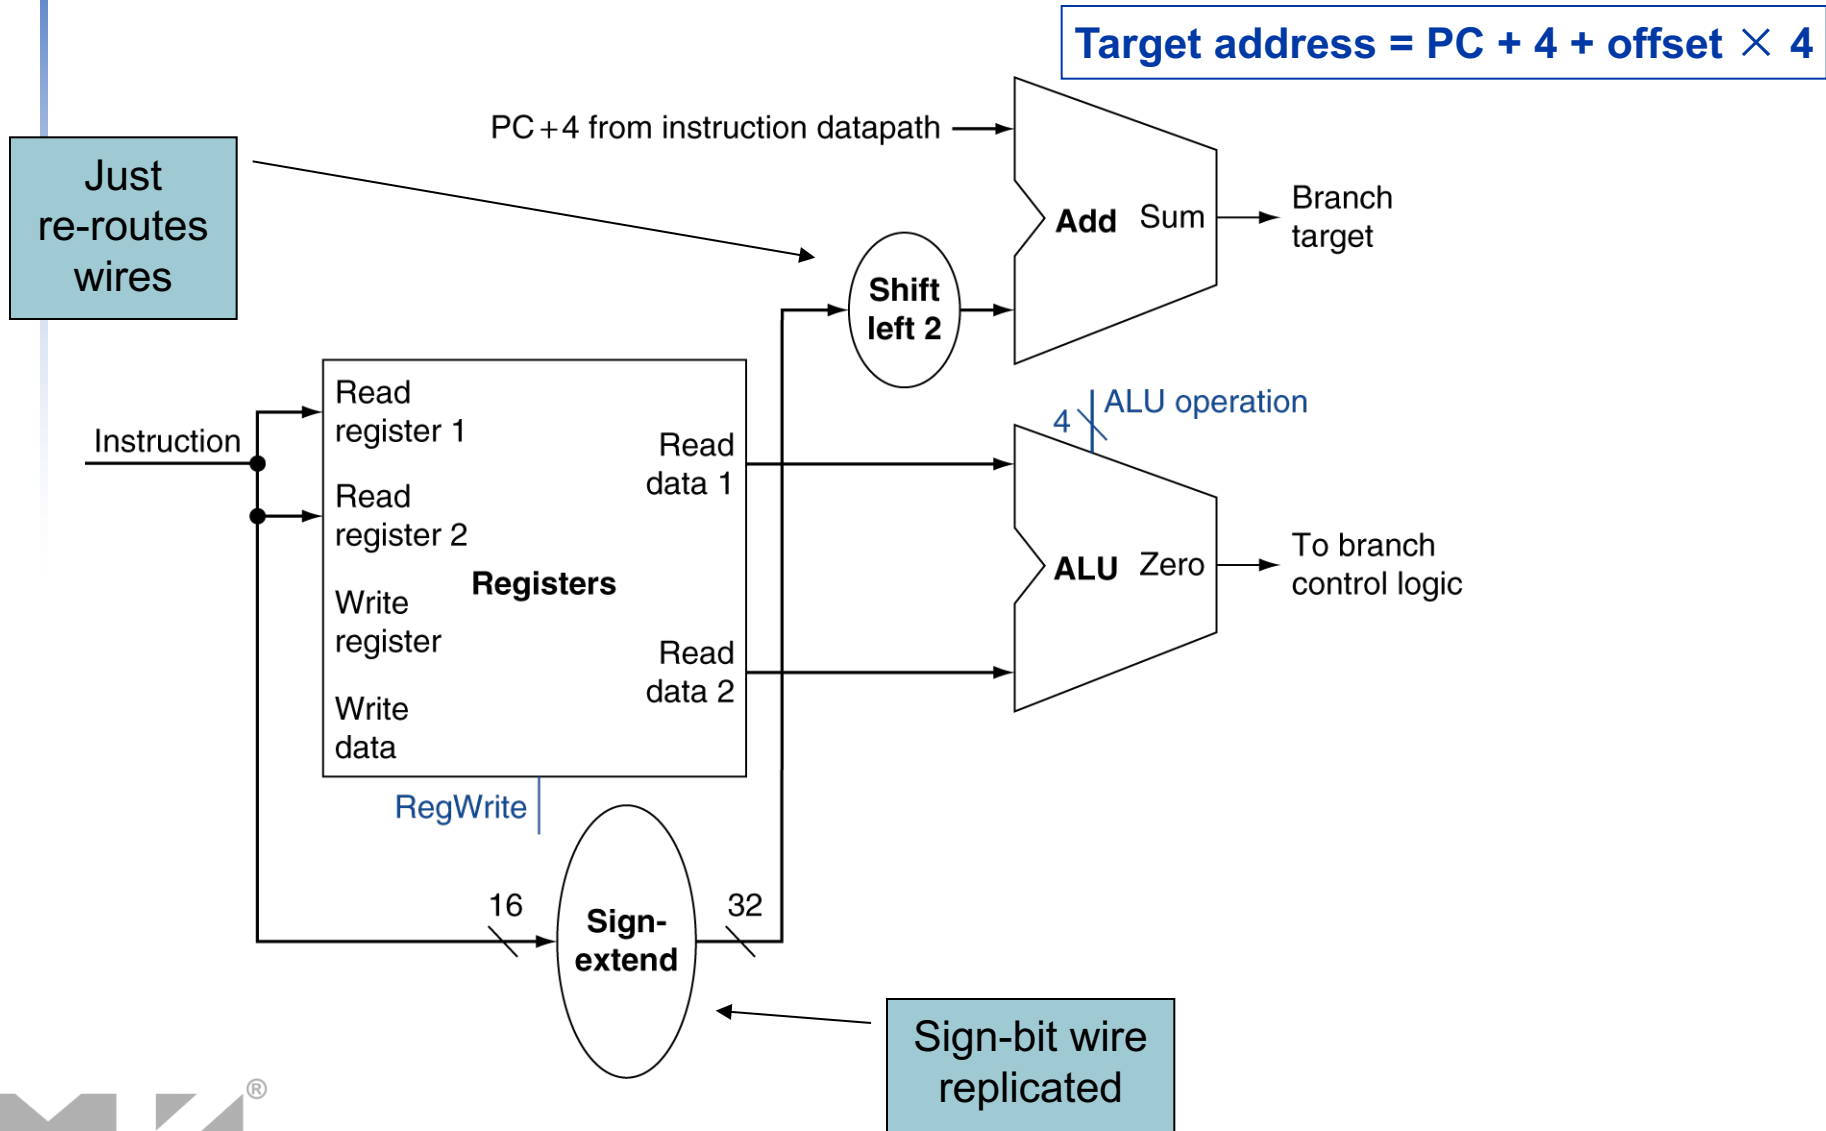 Target address = PC + 4 + offset × 4
PC+4 from instruction datapath
Just
re-routes
wires
Add Sum
Branch
target
Shift
left 2
Instruction
Read
register 1
Read
register 2
Write
register
Write
data
Registers
Read
data 1
Read
data 2
RegWrite
4
ALU operation
ALU Zero
To branch
control logic
16
Sign-
extend
32
Sign-bit wire
replicated
®